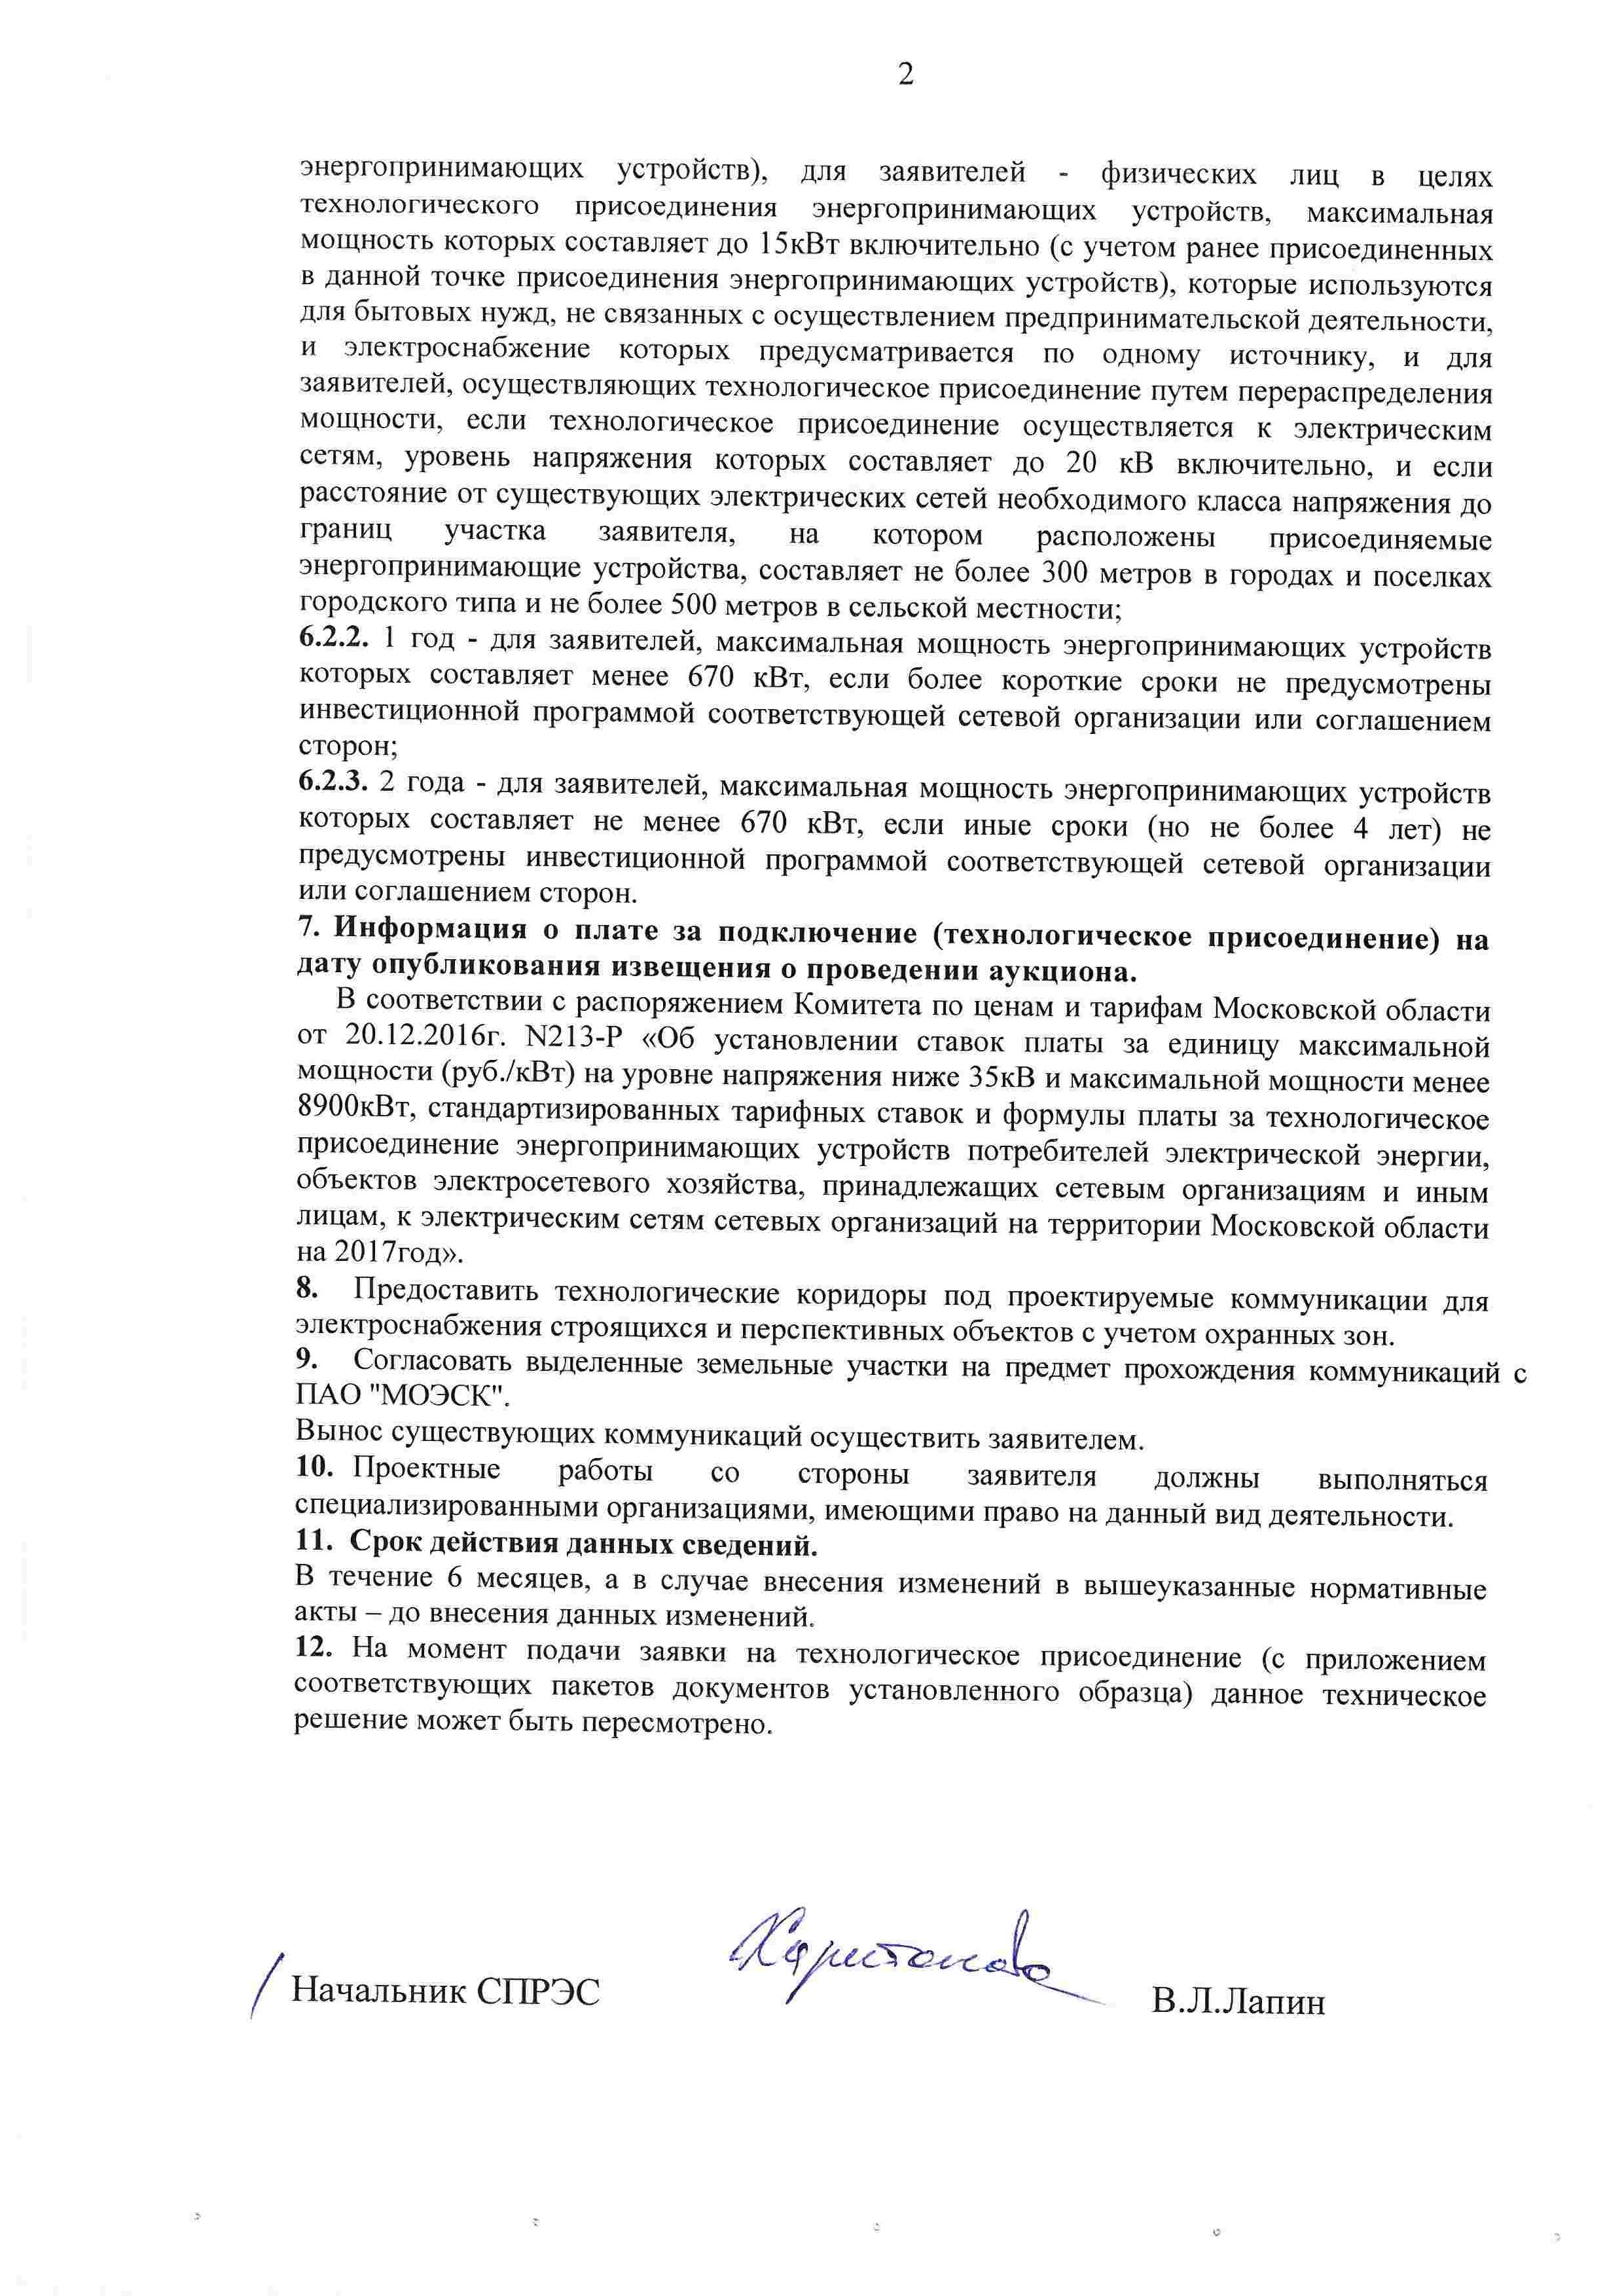 2
энергопринимающих устройств), для заявителей - физических лиц в целях
технологического присоединения энергопринимающих устройств, максимальная
мощность которых составляет до 15кВт включительно (с учетом ранее присоединенных
в данной точке присоединения энергопринимающих устройств), которые используются
для бытовых нужд, не связанных с осуществлением предпринимательской деятельности,
и электроснабжение которых предусматривается по одному источнику, и для
заявителей, осуществляющих технологическое присоединение путем перераспределения
мощности, если технологическое присоединение осуществляется к электрическим
сетям, уровень напряжения которых составляет до 20 кВ включительно, и если
расстояние от существующих электрических сетей необходимого класса напряжения до
границ участка заявителя, на котором расположены присоединяемые
энергопринимающие устройства, составляет не более 300 метров в городах и поселках
городского типа и не более 500 метров в сельской местности;
6.2.2. 1 год - для заявителей, максимальная мощность энергопринимающих устройств
которых составляет менее 670 кВт, если более короткие сроки не предусмотрены
инвестиционной программой соответствующей сетевой организации или соглашением
сторон;
6.2.3. 2 года - для заявителей, максимальная мощность энергопринимающих устройств
которых составляет не менее 670 кВт, если иные сроки (но не более 4 лет) не
предусмотрены инвестиционной программой соответствующей сетевой организации
или соглашением сторон.
7. Информация о плате за подключение (технологическое присоединение) на
дату опубликования извещения о проведении аукциона.
В соответствии с распоряжением Комитета по ценам и тарифам Московской области
от 20.12.2016г. N213-Р «Об установлении ставок платы за единицу максимальной
мощности (руб./кВт) на уровне напряжения ниже 35кВ и максимальной мощности менее
8900кВт, стандартизированных тарифных ставок и формулы платы за технологическое
присоединение энергопринимающих устройств потребителей электрической энергии,
объектов электросетевого хозяйства, принадлежащих сетевым организациям и иным
лицам, к электрическим сетям сетевых организаций на территории Московской области
на 2017год».
8. Предоставить технологические коридоры под проектируемые коммуникации для
электроснабжения строящихся и перспективных объектов с учетом охранных зон.
9. Согласовать выделенные земельные участки на предмет прохождения коммуникаций с
ПАО "МОЭСК".
Вынос существующих коммуникаций осуществить заявителем.
10. Проектные работы со стороны заявителя должны выполняться
специализированными организациями, имеющими право на данный вид деятельности.
11. Срок действия данных сведений.
В течение 6 месяцев, а в случае внесения изменений в вышеуказанные нормативные
акты – до внесения данных изменений.
12. На момент подачи заявки на технологическое присоединение (с приложением
соответствующих пакетов документов установленного образца) данное техническое
решение может быть пересмотрено.
Харитонова
/ Начальник СПРЭС В.Л.Лапин